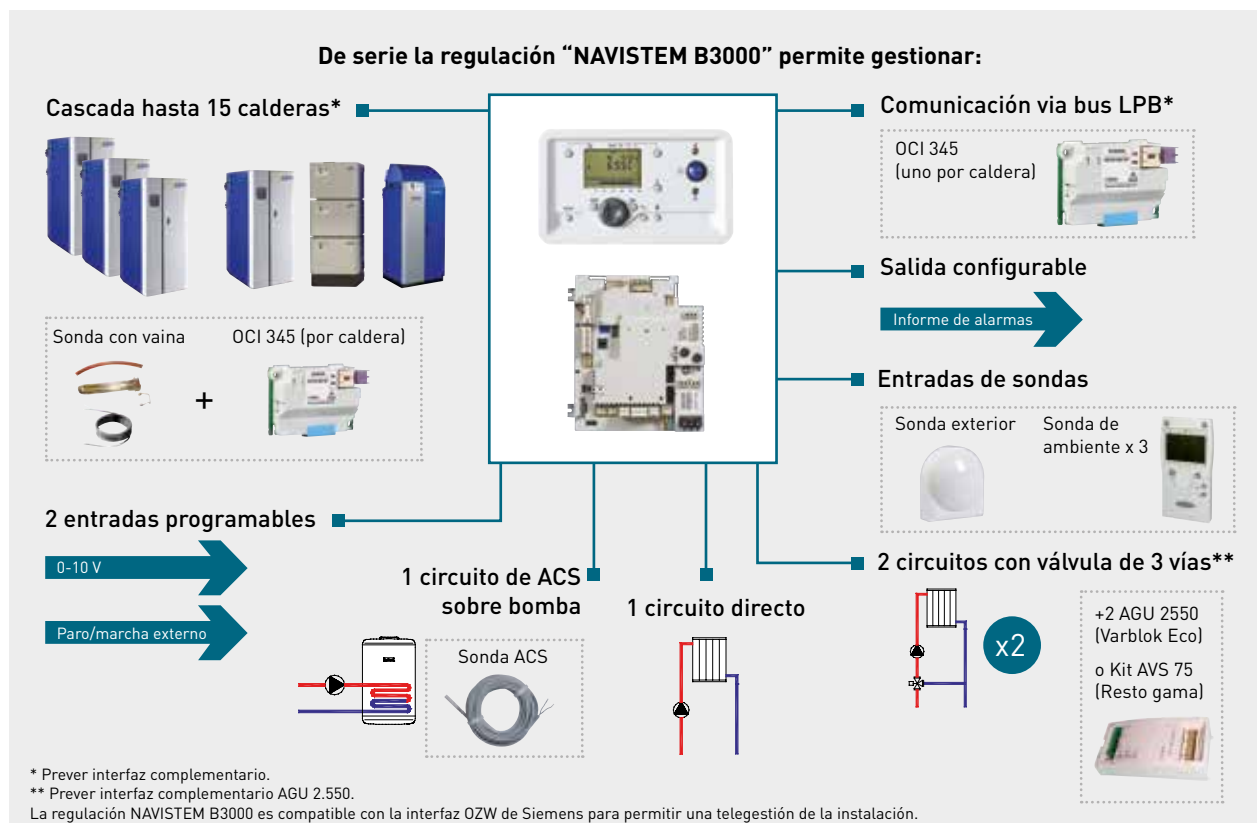 De serie la regulación “NAVISTEM B3000” permite gestionar:
Cascada hasta 15 calderas*
Sonda con vaina
OCI 345 (por caldera)
+
Comunicación via bus LPB*
OCI 345
(uno por caldera)
Salida configurable
Informe de alarmas
Entradas de sondas
Sonda exterior
Sonda de
ambiente x 3
2 entradas programables
0-10 V
Paro/marcha externo
1 circuito de ACS
sobre bomba
Sonda ACS
1 circuito directo
2 circuitos con válvula de 3 vías**
x2
+2 AGU 2550
(Varblok Eco)
o Kit AVS 75
(Resto gama)
* Prever interfaz complementario.
** Prever interfaz complementario AGU 2.550.
La regulación NAVISTEM B3000 es compatible con la interfaz OZW de Siemens para permitir una telegestión de la instalación.